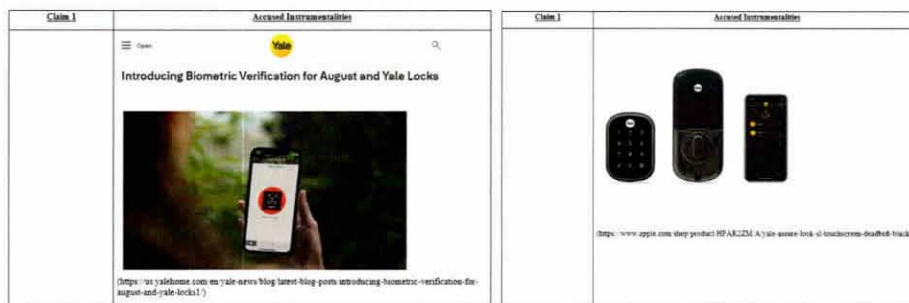 Claim 1 Accused Instrumentalities
Open Yale
Introducing Biometric Verification for August and Yale Locks
(https://us.yalehome.com/en/yale-news/blog/latest-blog-posts/introducing-biometric-verification-for-
august-and-yale-locks1/)
Claim 1 Accused Instrumentalities
(https://www.apple.com/shop/product/HPAR2ZM/A/yale-assure-lock-sl-touchscreen-deadbolt-black